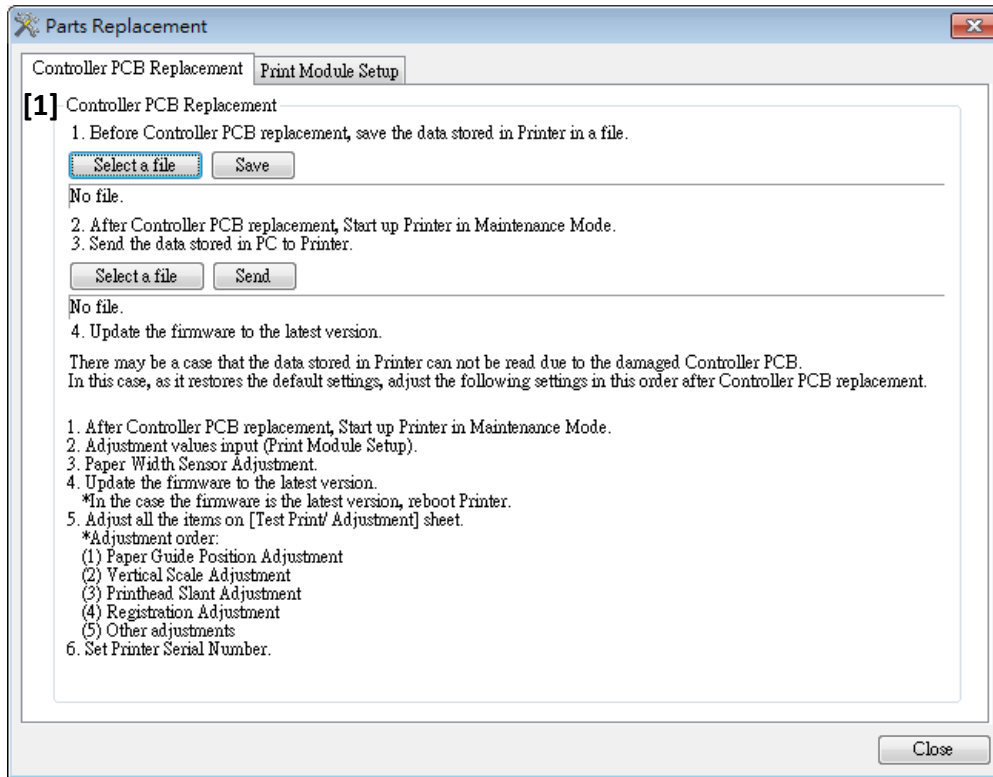 Parts Replacement
Controller PCB Replacement
Print Module Setup
[1]
Controller PCB Replacement
1. Before Controller PCB replacement, save the data stored in Printer in a file.
Select a file
Save
No file.
2. After Controller PCB replacement, Start up Printer in Maintenance Mode.
3. Send the data stored in PC to Printer.
Select a file
Send
No file.
4. Update the firmware to the latest version.
There may be a case that the data stored in Printer can not be read due to the damaged Controller PCB.
In this case, as it restores the default settings, adjust the following settings in this order after Controller PCB replacement.
1. After Controller PCB replacement, Start up Printer in Maintenance Mode.
2. Adjustment values input (Print Module Setup).
3. Paper Width Sensor Adjustment.
4. Update the firmware to the latest version.
*In the case the firmware is the latest version, reboot Printer.
5. Adjust all the items on [Test Print/ Adjustment] sheet.
*Adjustment order:
(1) Paper Guide Position Adjustment
(2) Vertical Scale Adjustment
(3) Printhead Slant Adjustment
(4) Registration Adjustment
(5) Other adjustments
6. Set Printer Serial Number.
Close